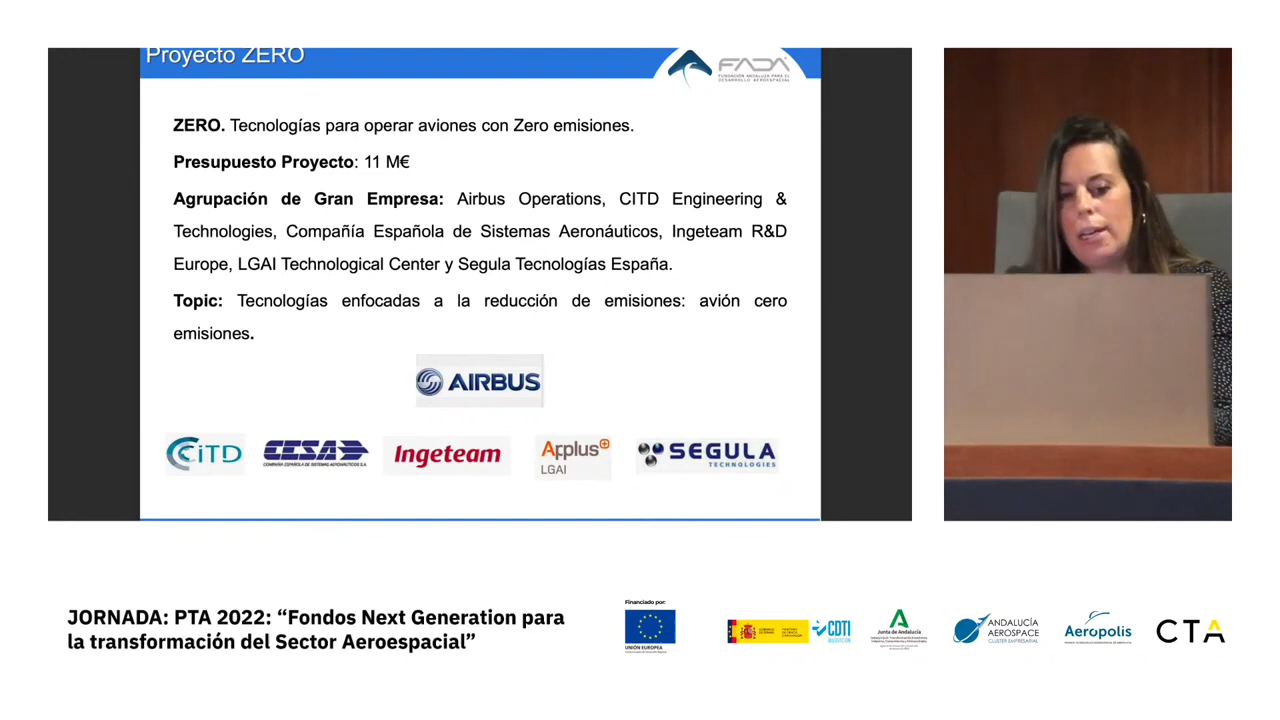 Proyecto ZERO
FADA
FUNDACIÓN ANDALUZA PARA EL
DESARROLLO AEROESPACIAL
ZERO. Tecnologías para operar aviones con Zero emisiones.
Presupuesto Proyecto: 11 M€
Agrupación de Gran Empresa: Airbus Operations, CITD Engineering &
Technologies, Compañía Española de Sistemas Aeronáuticos, Ingeteam R&D
Europe, LGAI Technological Center y Segula Tecnologías España.
Topic: Tecnologías enfocadas a la reducción de emisiones: avión cero
emisiones.
AIRBUS
CiTD
CESA
COMPAÑÍA ESPAÑOLA DE SISTEMAS AERONÁUTICOS S.A.
Ingeteam
Applus+
LGAI
SEGULA
TECHNOLOGIES
JORNADA: PTA 2022: “Fondos Next Generation para
la transformación del Sector Aeroespacial”
Financiado por:
UNIÓN EUROPEA
CDTI
Junta de Andalucía
ANDALUCÍA
AEROSPACE
CLUSTER EMPRESARIAL
Aeropolis
CTA